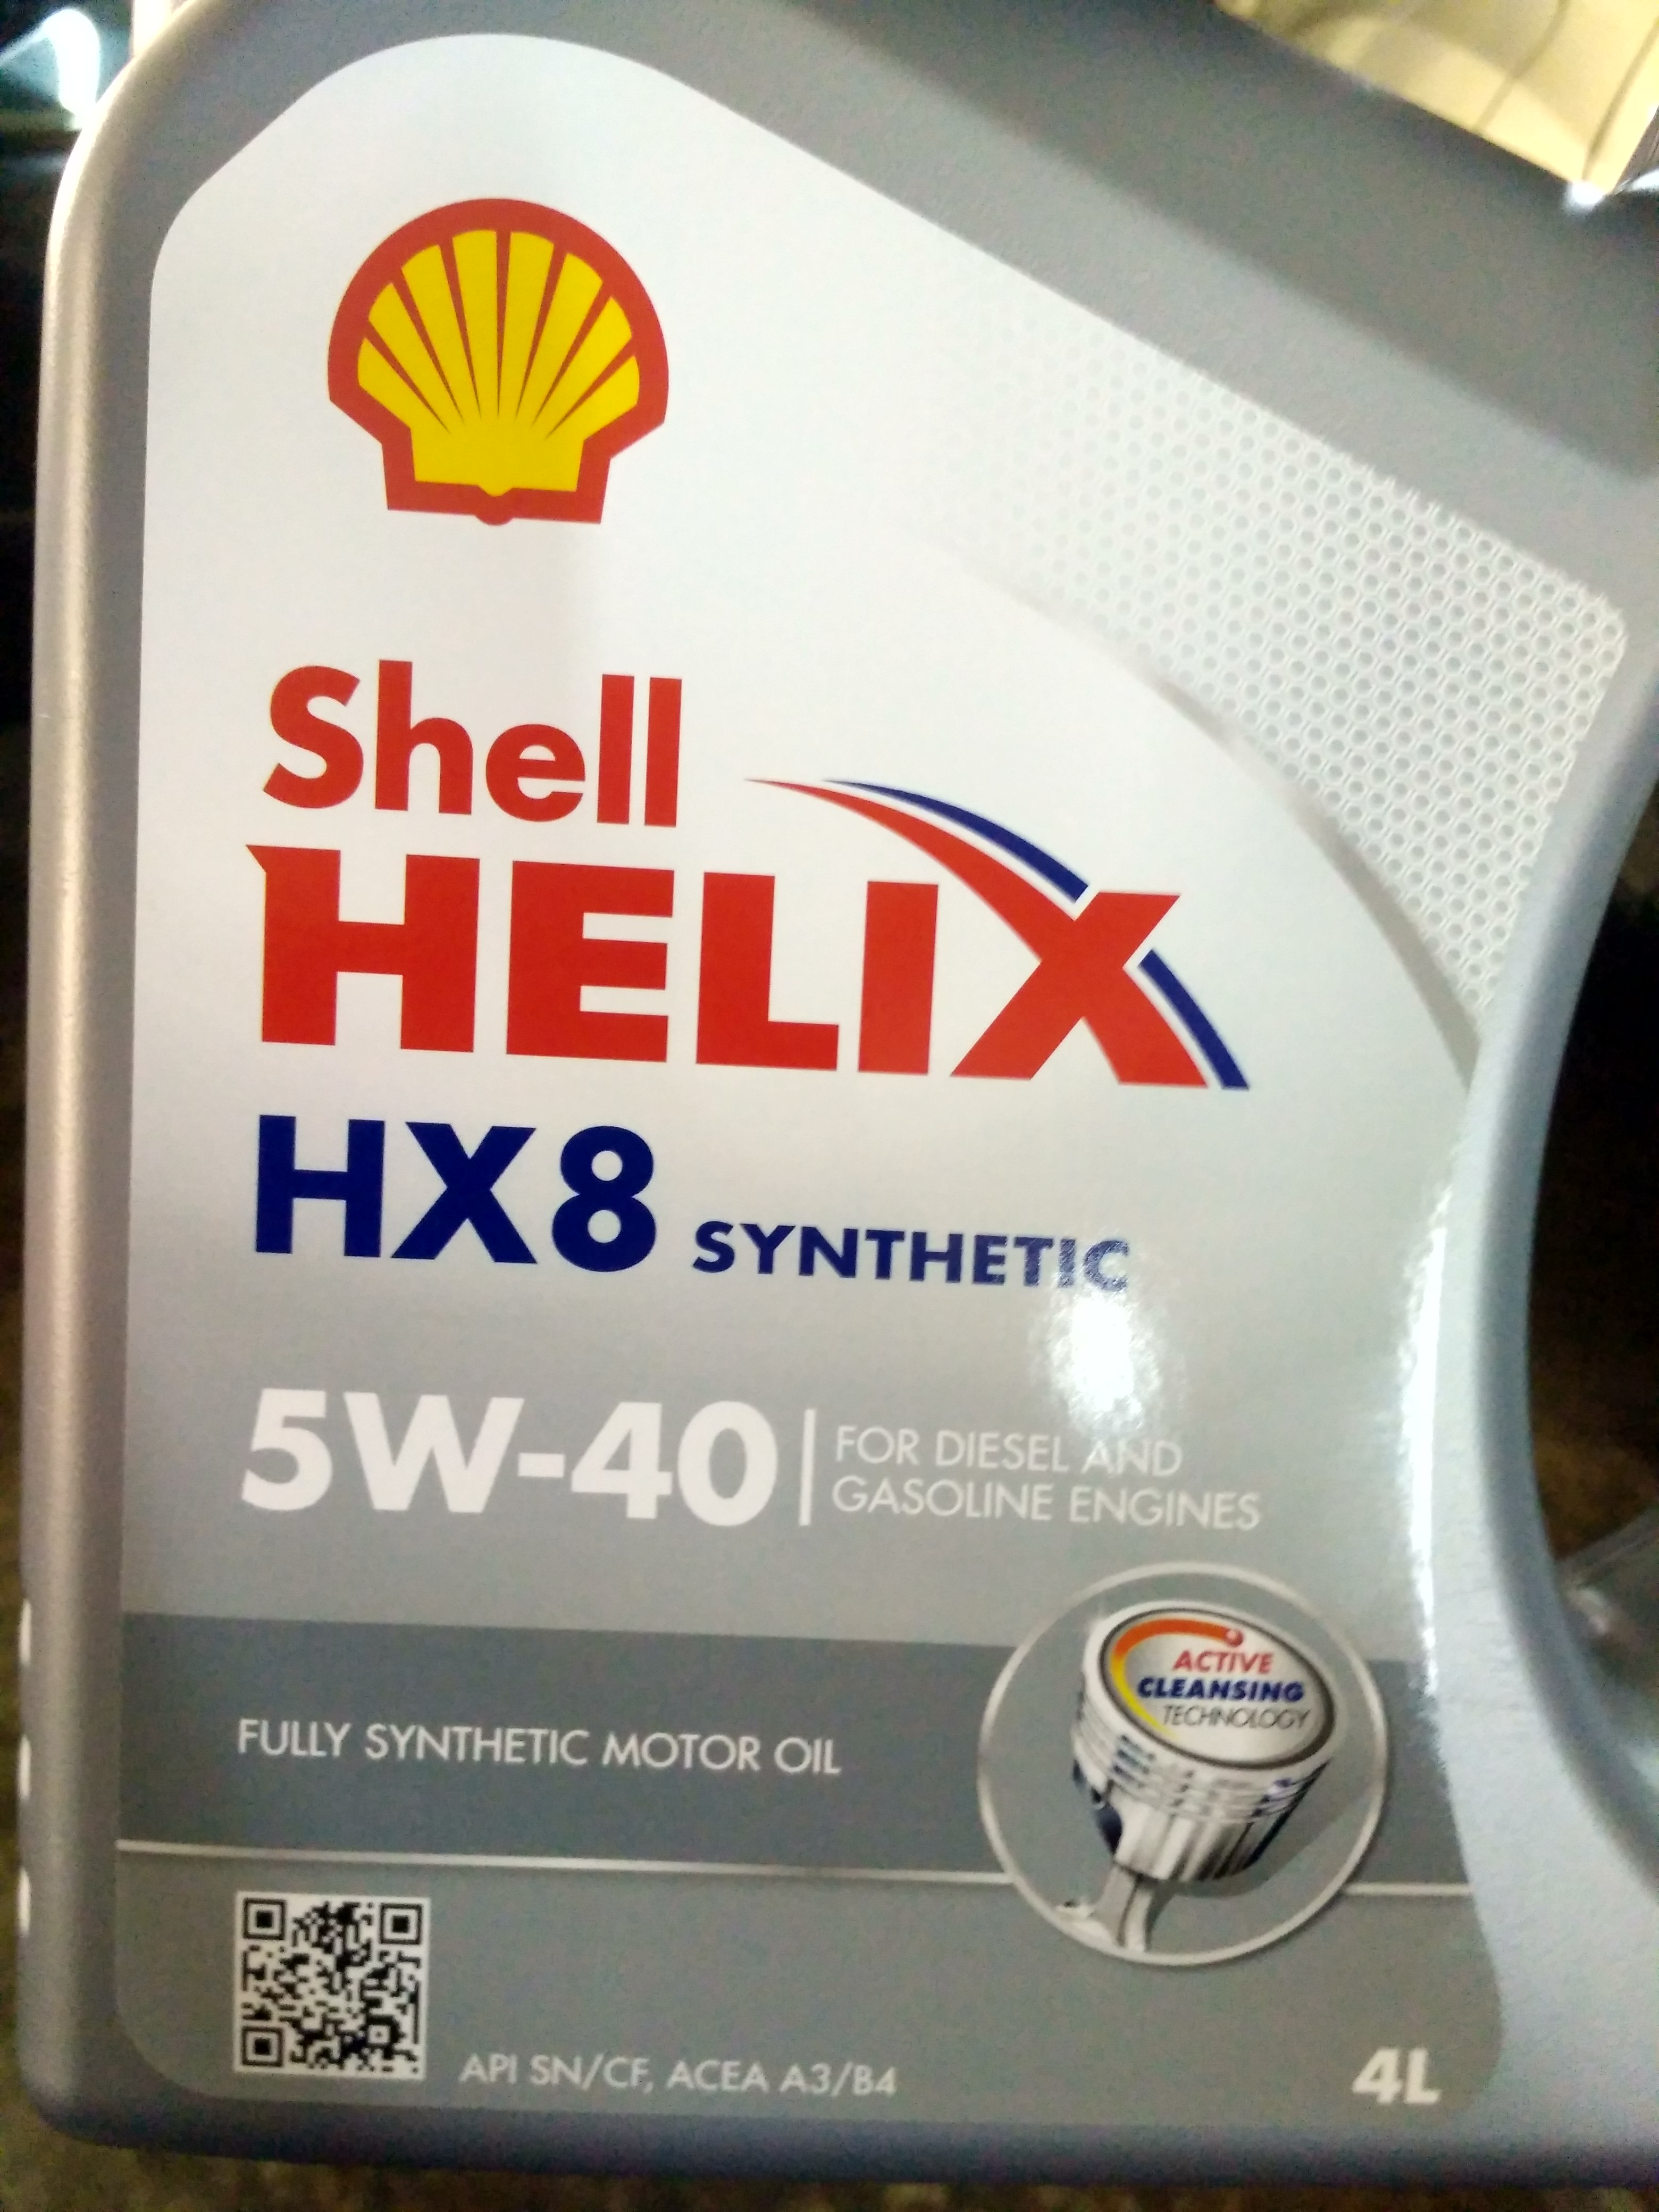 Shell
HELIX
HX8 SYNTHETIC
5W-40
FOR DIESEL AND
GASOLINE ENGINES
ACTIVE
CLEANSING
TECHNOLOGY
FULLY SYNTHETIC MOTOR OIL
API SN/CF, ACEA A3/B4
4L